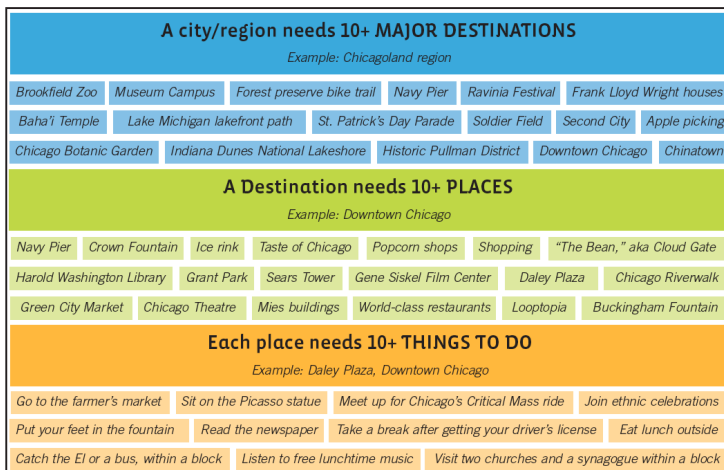 A city/region needs 10+ MAJOR DESTINATIONS
Example: Chicagoland region
Brookfield Zoo Museum Campus Forest preserve bike trail Navy Pier Ravinia Festival Frank Lloyd Wright houses
Baha'i Temple Lake Michigan lakefront path St. Patrick's Day Parade Soldier Field Second City Apple picking
Chicago Botanic Garden Indiana Dunes National Lakeshore Historic Pullman District Downtown Chicago Chinatown
A Destination needs 10+ PLACES
Example: Downtown Chicago
Navy Pier Crown Fountain Ice rink Taste of Chicago Popcorn shops Shopping "The Bean," aka Cloud Gate
Harold Washington Library Grant Park Sears Tower Gene Siskel Film Center Daley Plaza Chicago Riverwalk
Green City Market Chicago Theatre Mies buildings World-class restaurants Looptopia Buckingham Fountain
Each place needs 10+ THINGS TO DO
Example: Daley Plaza, Downtown Chicago
Go to the farmer's market Sit on the Picasso statue Meet up for Chicago's Critical Mass ride Join ethnic celebrations
Put your feet in the fountain Read the newspaper Take a break after getting your driver's license Eat lunch outside
Catch the El or a bus, within a block Listen to free lunchtime music Visit two churches and a synagogue within a block